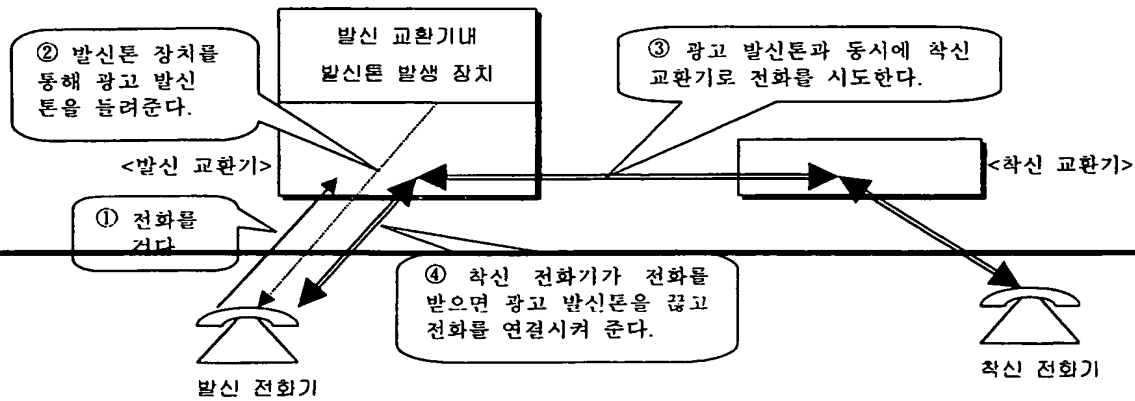 ② 발신톤 장치를
통해 광고 발신
톤을 들려준다.
발신 교환기내
발신톤 발생 장치
③ 광고 발신톤과 동시에 착신
교환기로 전화를 시도한다.
<발신 교환기>
<착신 교환기>
① 전화를
건다
④ 착신 전화기가 전화를
받으면 광고 발신톤을 끊고
전화를 연결시켜 준다.
발신 전화기
착신 전화기